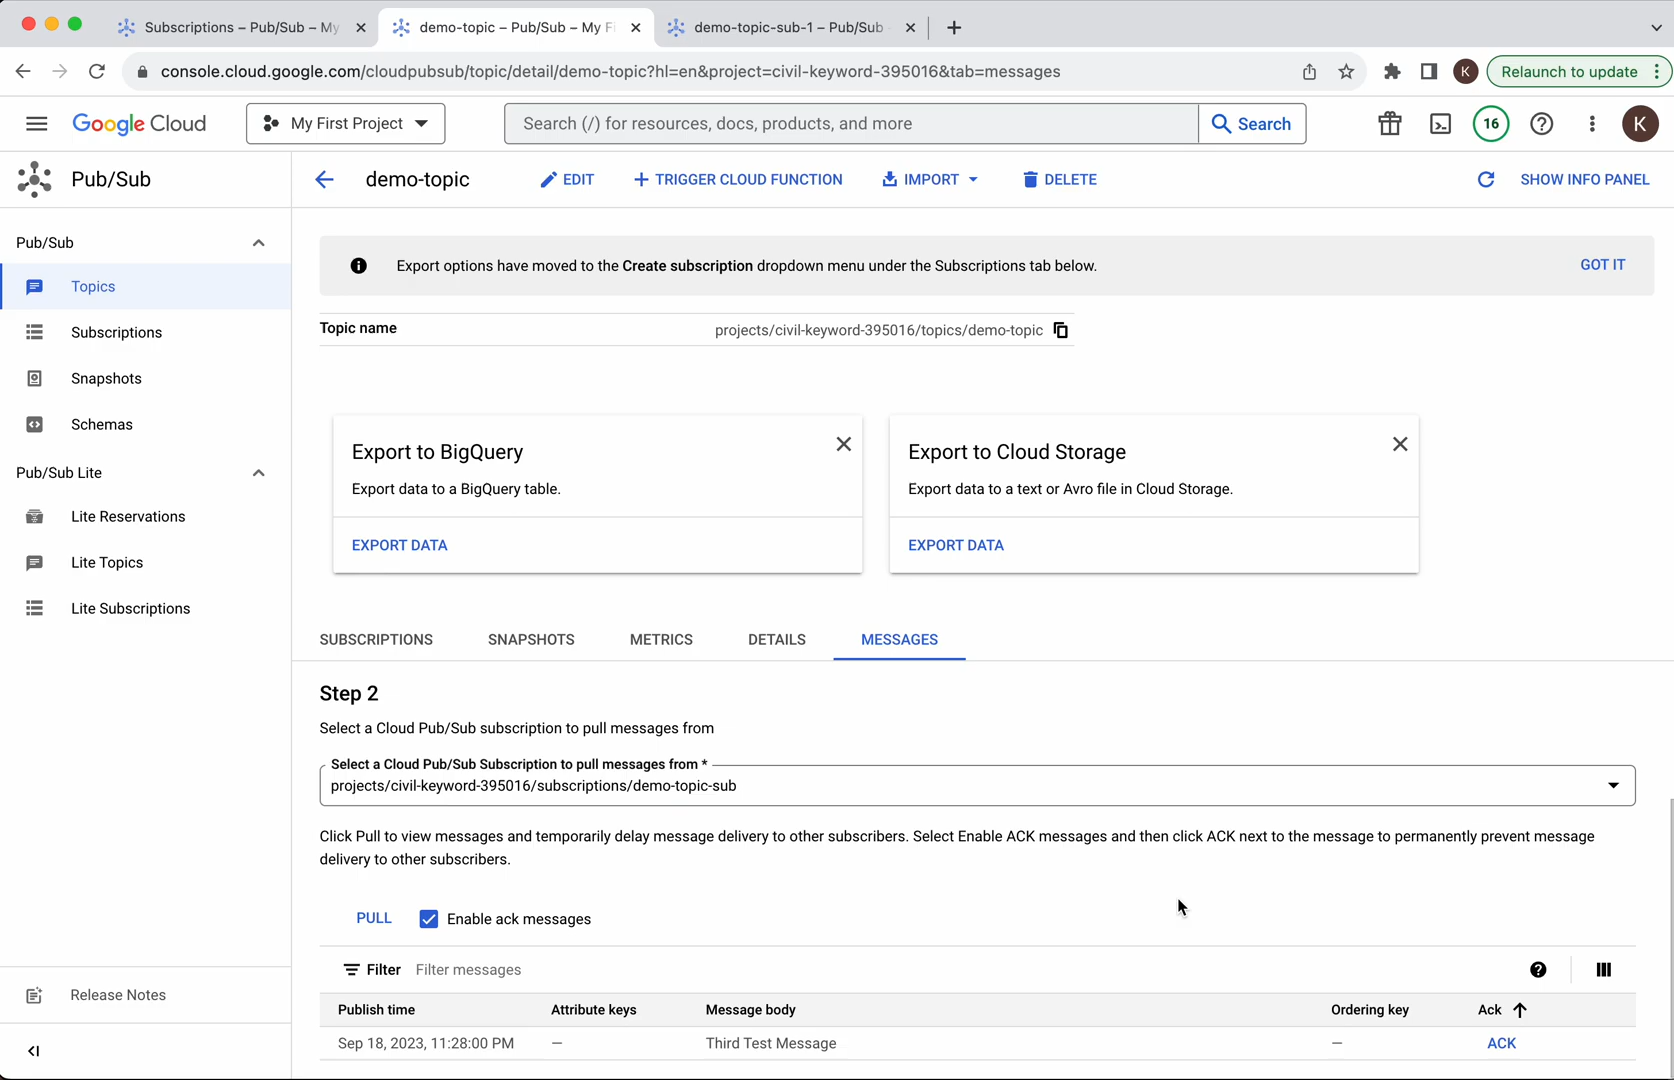 Subscriptions – Pub/Sub – My
demo-topic – Pub/Sub – My Fi
demo-topic-sub-1 – Pub/Sub
console.cloud.google.com/cloudpubsub/topic/detail/demo-topic?hl=en&project=civil-keyword-395016&tab=messages
K
Relaunch to update
Google Cloud
My First Project
Search (/) for resources, docs, products, and more
Search
16
K
Pub/Sub
demo-topic
EDIT
TRIGGER CLOUD FUNCTION
IMPORT
DELETE
SHOW INFO PANEL
Pub/Sub
Topics
Subscriptions
Snapshots
Schemas
Pub/Sub Lite
Lite Reservations
Lite Topics
Lite Subscriptions
Release Notes
Export options have moved to the Create subscription dropdown menu under the Subscriptions tab below.
GOT IT
Topic name
projects/civil-keyword-395016/topics/demo-topic
Export to BigQuery
Export data to a BigQuery table.
EXPORT DATA
Export to Cloud Storage
Export data to a text or Avro file in Cloud Storage.
EXPORT DATA
SUBSCRIPTIONS
SNAPSHOTS
METRICS
DETAILS
MESSAGES
Step 2
Select a Cloud Pub/Sub subscription to pull messages from
Select a Cloud Pub/Sub Subscription to pull messages from *
projects/civil-keyword-395016/subscriptions/demo-topic-sub
Click Pull to view messages and temporarily delay message delivery to other subscribers. Select Enable ACK messages and then click ACK next to the message to permanently prevent message
delivery to other subscribers.
PULL
Enable ack messages
Filter
Filter messages
Publish time
Attribute keys
Message body
Ordering key
Ack
Sep 18, 2023, 11:28:00 PM
—
Third Test Message
—
ACK